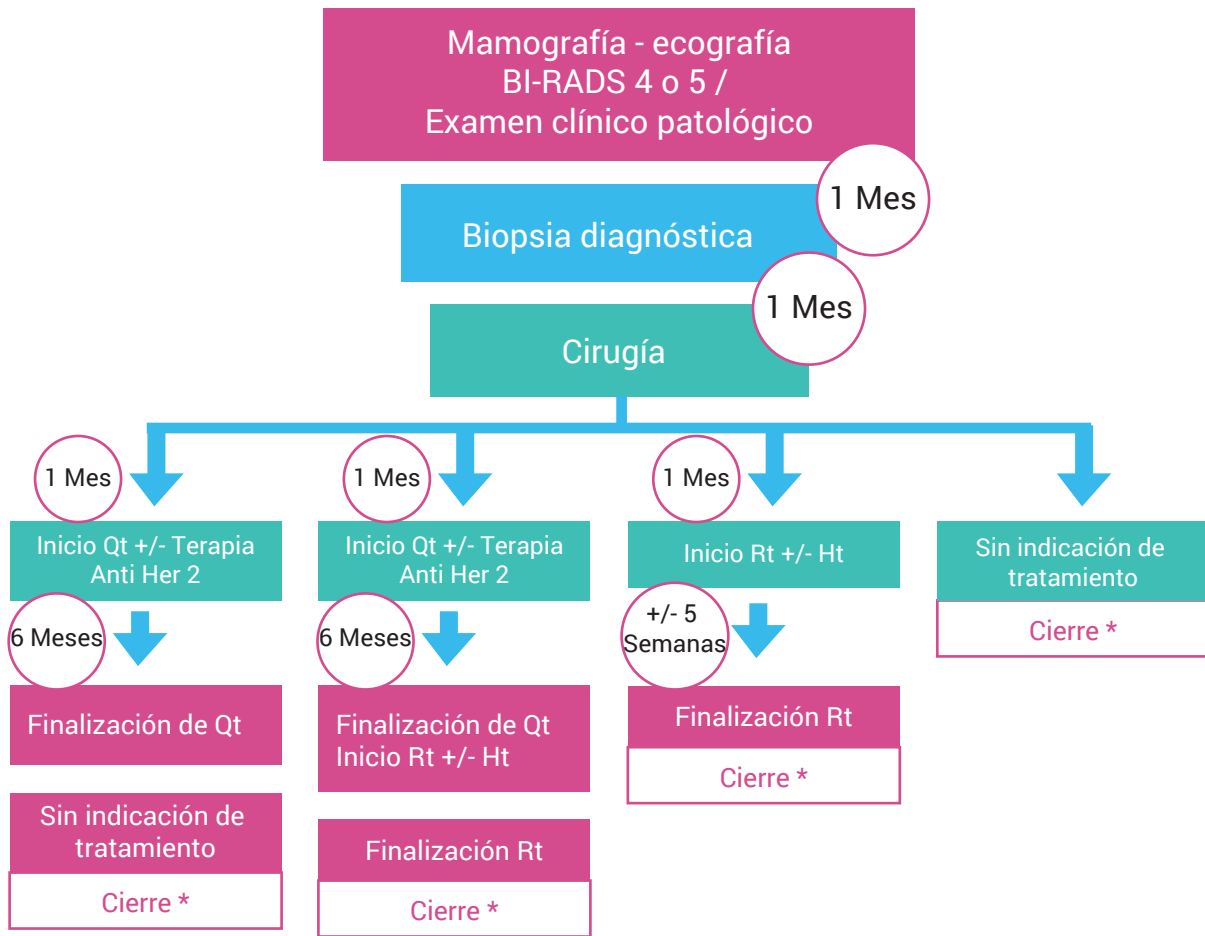 Mamografía - ecografía
BI-RADS 4 o 5 /
Examen clínico patológico
1 Mes
Biopsia diagnóstica
1 Mes
Cirugía
1 Mes
1 Mes
1 Mes
Inicio Qt +/- Terapia
Anti Her 2
Inicio Qt +/- Terapia
Anti Her 2
Inicio Rt +/- Ht
Sin indicación de
tratamiento
Cierre *
6 Meses
6 Meses
+/- 5
Semanas
Finalización de Qt
Finalización de Qt
Inicio Rt +/- Ht
Finalización Rt
Cierre *
Sin indicación de
tratamiento
Cierre *
Finalización Rt
Cierre *